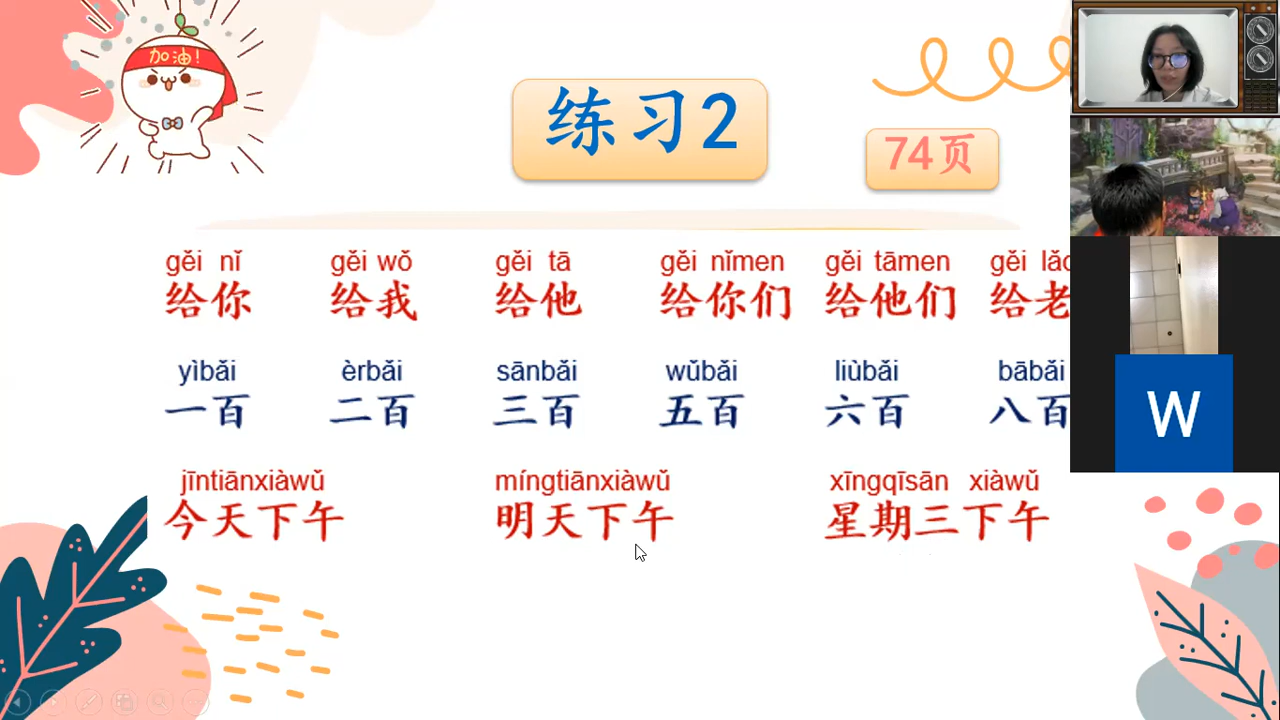 加油!
练习2
74页
gěi nǐ gěi wǒ gěi tā gěi nǐmen gěi tāmen gěi
给你 给我 给他 给你们 给他们 给老
yìbǎi èrbǎi sānbǎi wǔbǎi liùbǎi bābǎi
一百 二百 三百 五百 六百 八百
jīntiānxiàwǔ míngtiānxiàwǔ xīngqīsān xiàwǔ
今天下午 明天下午 星期三下午
W